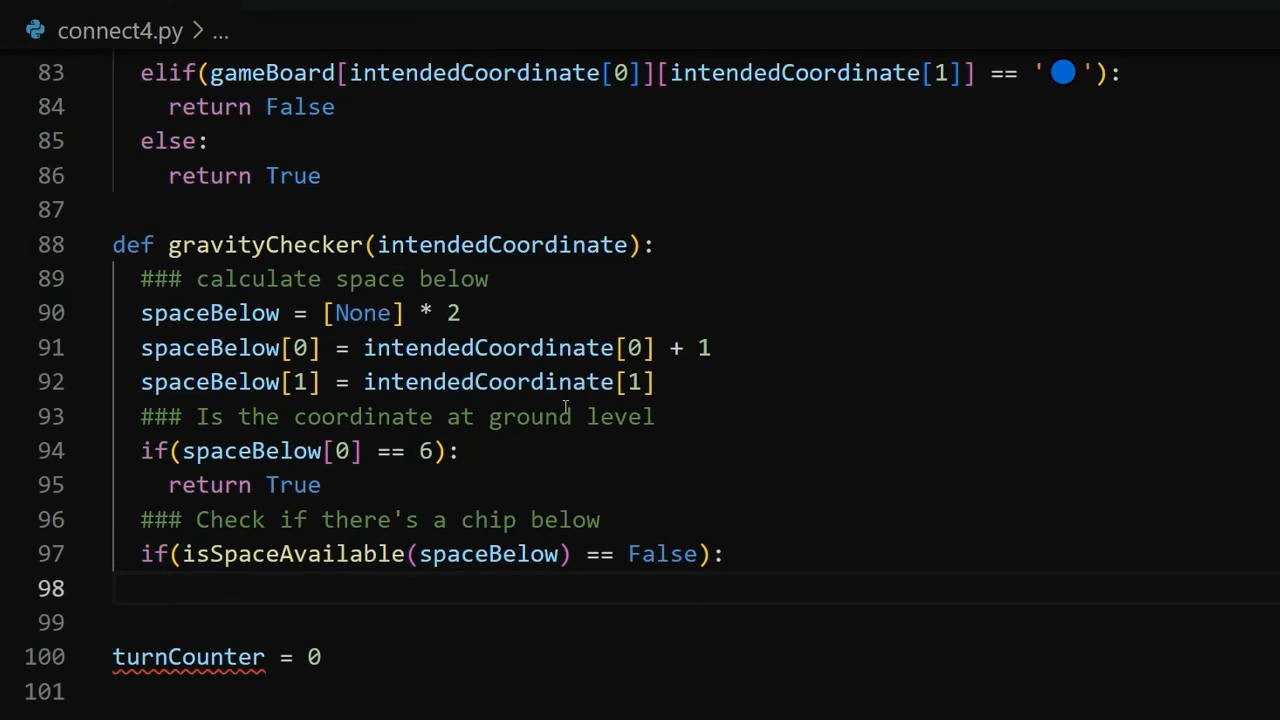 connect4.py > ...
83 elif(gameBoard[intendedCoordinate[0]][intendedCoordinate[1]] == '🔵'):
84 return False
85 else:
86 return True
87
88 def gravityChecker(intendedCoordinate):
89 ### calculate space below
90 spaceBelow = [None] * 2
91 spaceBelow[0] = intendedCoordinate[0] + 1
92 spaceBelow[1] = intendedCoordinate[1]
93 ### Is the coordinate at ground level
94 if(spaceBelow[0] == 6):
95 return True
96 ### Check if there's a chip below
97 if(isSpaceAvailable(spaceBelow) == False):
98
99
100 turnCounter = 0
101